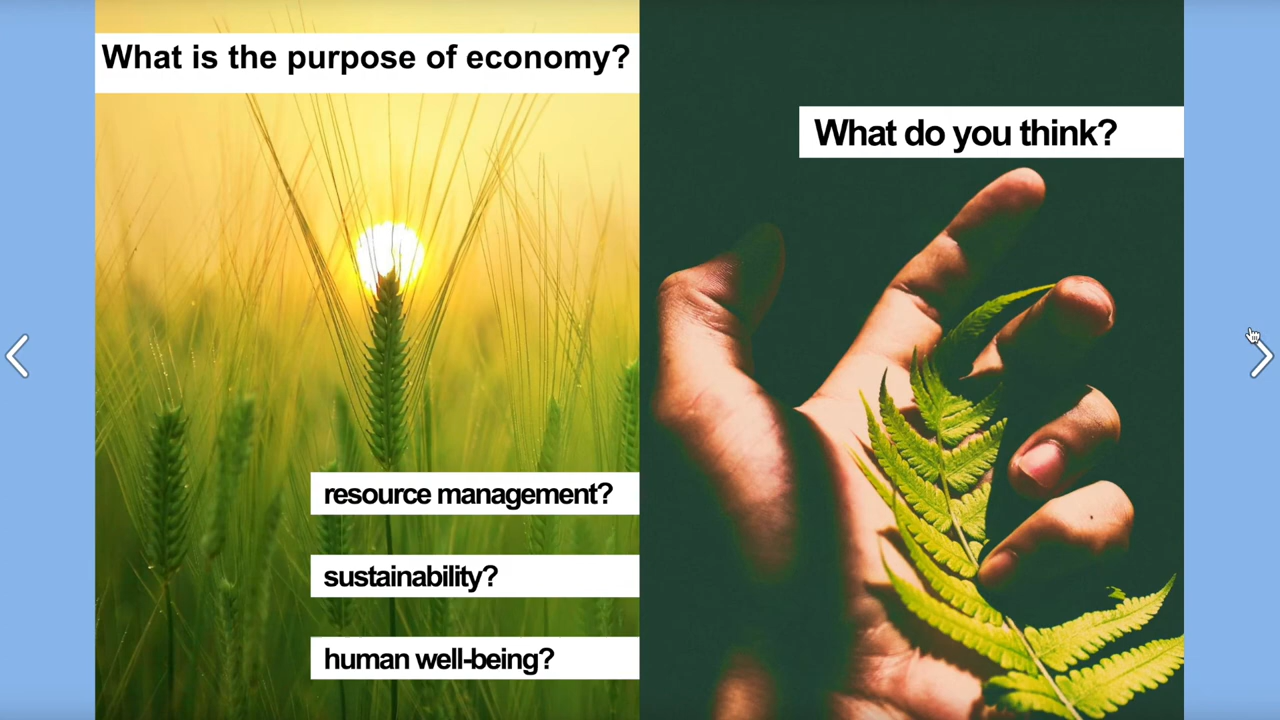 What is the purpose of economy?
resource management?
sustainability?
human well-being?
What do you think?